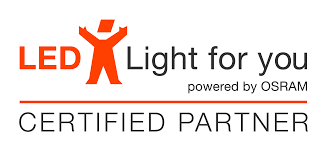 LED Light for you
powered by OSRAM
CERTIFIED PARTNER